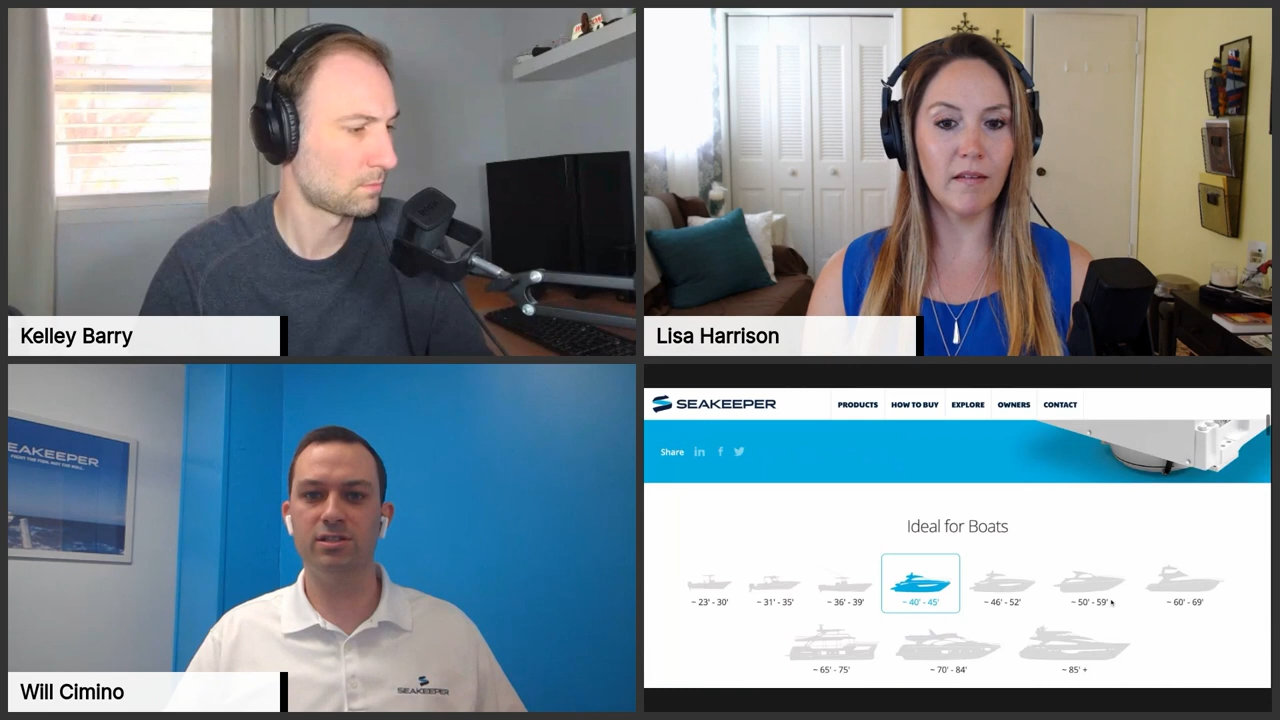 Kelley Barry
Lisa Harrison
SEAKEEPER
Will Cimino
SEAKEEPER
SEAKEEPER
PRODUCTS
HOW TO BUY
EXPLORE
OWNERS
CONTACT
Share
Ideal for Boats
~ 23' - 30'
~ 31' - 35'
~ 36' - 39'
~ 40' - 45'
~ 46' - 52'
~ 50' - 59'
~ 60' - 69'
~ 65' - 75'
~ 70' - 84'
~ 85' +